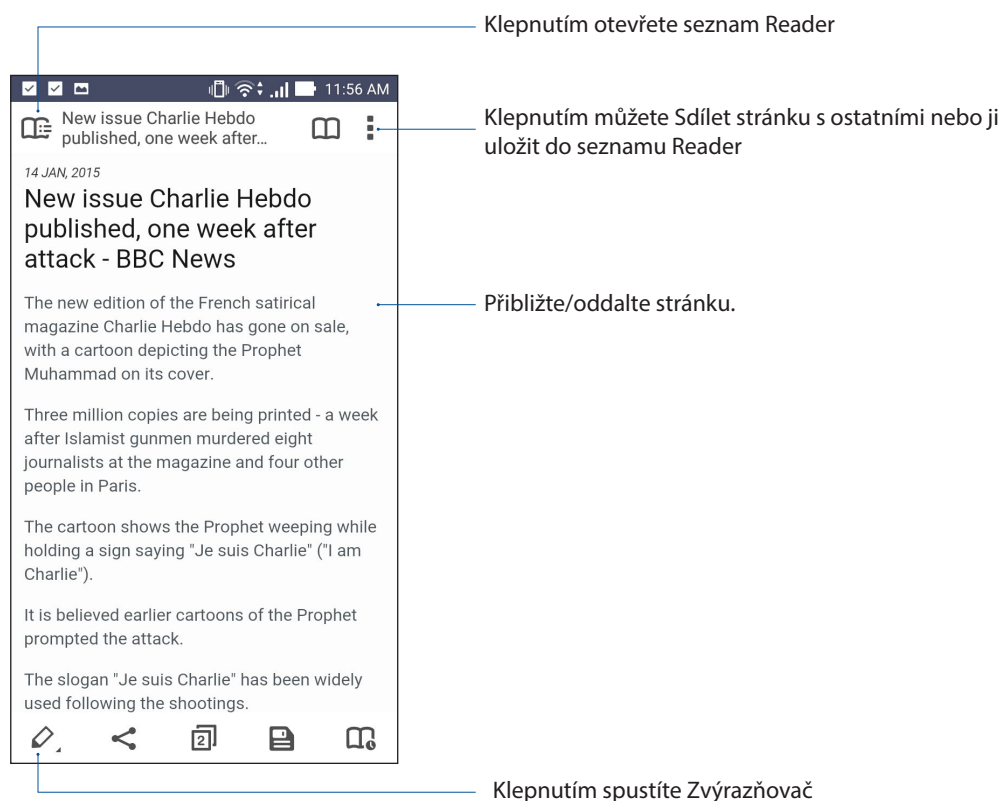 Klepnutím otevřete seznam Reader
11:56 AM
New issue Charlie Hebdo
published, one week after...
Klepnutím můžete Sdílet stránku s ostatními nebo ji
uložit do seznamu Reader
14 JAN, 2015
New issue Charlie Hebdo
published, one week after
attack - BBC News
The new edition of the French satirical
magazine Charlie Hebdo has gone on sale,
with a cartoon depicting the Prophet
Muhammad on its cover.
Přibližte/oddalte stránku.
Three million copies are being printed - a week
after Islamist gunmen murdered eight
journalists at the magazine and four other
people in Paris.
The cartoon shows the Prophet weeping while
holding a sign saying "Je suis Charlie" ("I am
Charlie").
It is believed earlier cartoons of the Prophet
prompted the attack.
The slogan "Je suis Charlie" has been widely
used following the shootings.
2
Klepnutím spustíte Zvýrazňovač